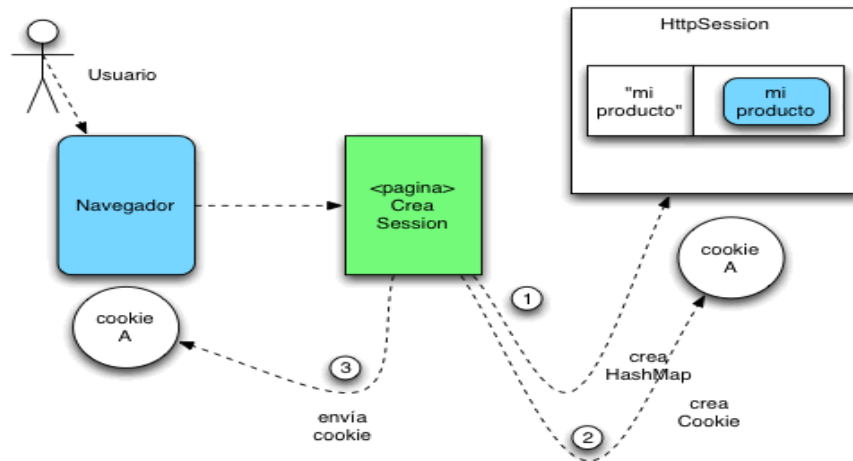 HttpSession
Usuario
"mi
producto"
mi
producto
Navegador
<pagina>
Crea
Session
cookie
A
cookie
A
1
3
crea
HashMap
envía
cookie
crea
Cookie
2